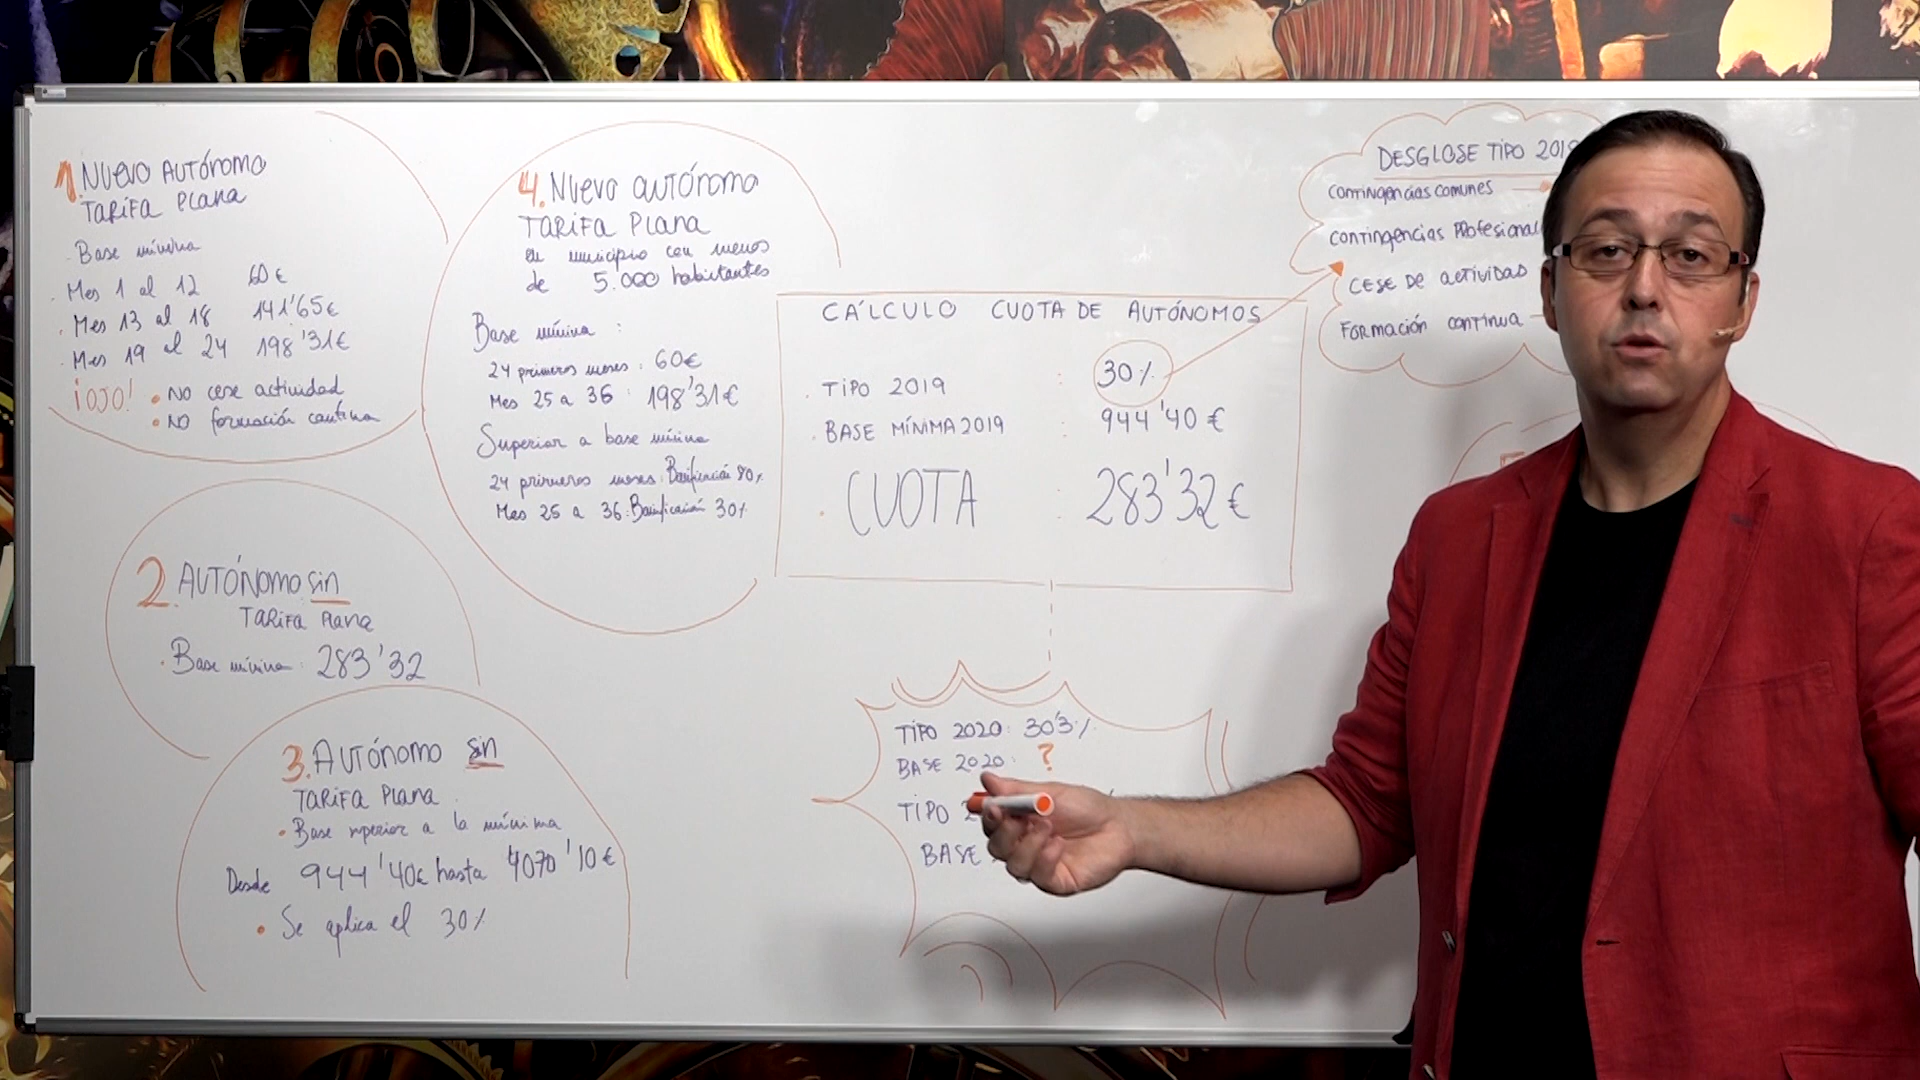 1. NUEVO AUTÓNOMO
TARIFA PLANA
· Base mínima
· Mes 1 al 12 60€
· Mes 13 al 18 141'65€
· Mes 19 al 24 198'31€
¡OJO! · NO cese actividad
· NO formación continua
2. AUTÓNOMO sin
TARIFA Plana
· Base mínima: 283'32
3. AUTÓNOMO sin
TARIFA PLANA
· Base superior a la mínima
Desde 944'40€ hasta 4070'10€
· Se aplica el 30%
4. NUEVO AUTÓNOMO
TARIFA PLANA
en municipio con menos
de 5.000 habitantes
Base mínima :
24 primeros meses: 60€
Mes 25 a 36: 198'31€
Superior a base mínima
24 primeros meses: Bonificación 80%
Mes 25 a 36: Bonificación 30%
CÁLCULO CUOTA DE AUTÓNOMOS
· TIPO 2019 : 30%
· BASE MÍNIMA 2019 : 944'40 €
· CUOTA : 283'32 €
TIPO 2020: 30'3%
BASE 2020: ?
TIPO 2
BASE
DESGLOSE TIPO 2019
CONTINGENCIAS COMUNES
CONTINGENCIAS PROFESIONAL
CESE DE ACTIVIDAD
FORMACIÓN CONTINUA